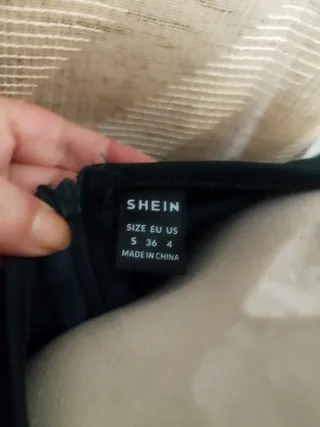 SHEIN
SIZE EU US
S 36 4
MADE IN CHINA